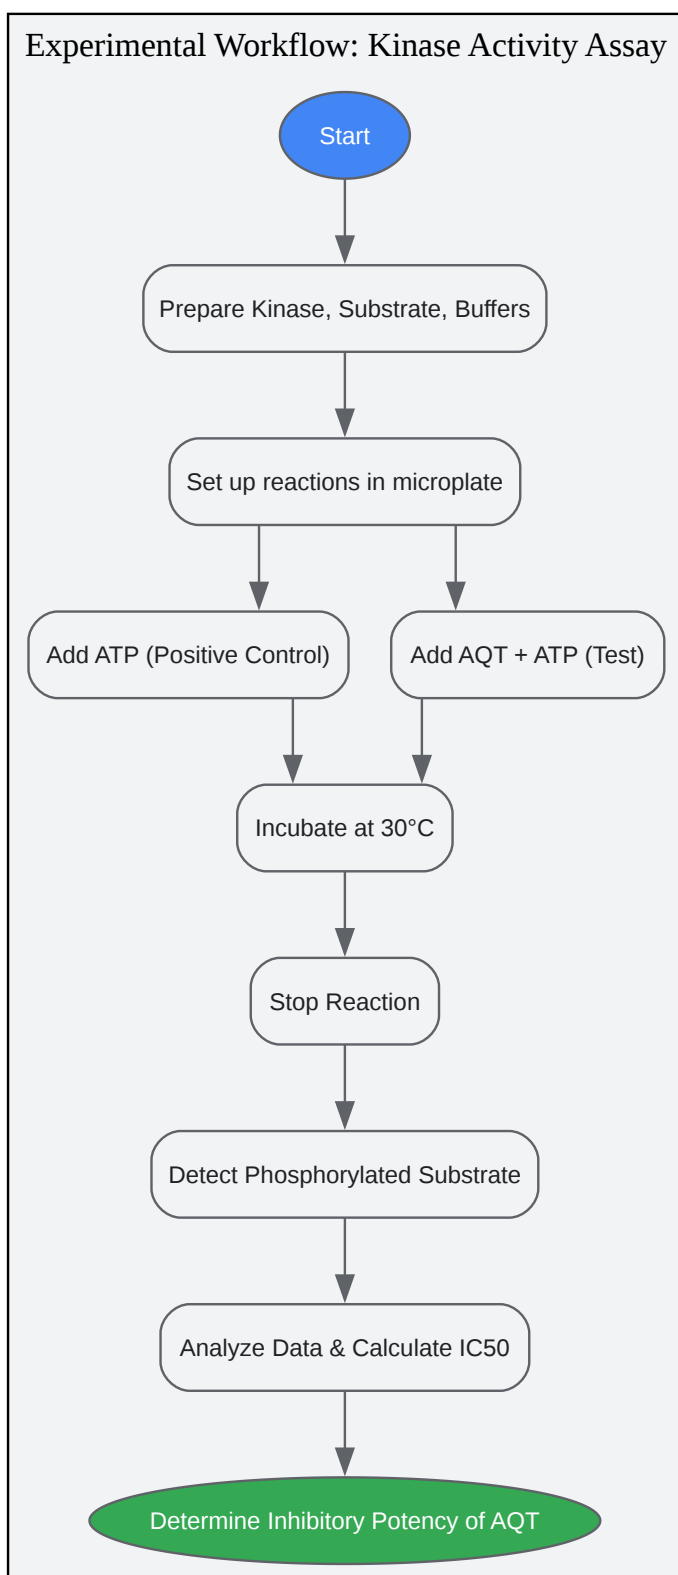 Experimental Workflow: Kinase Activity Assay
Start
Prepare Kinase, Substrate, Buffers
Set up reactions in microplate
Add ATP (Positive Control)
Add AQT + ATP (Test)
Incubate at 30°C
Stop Reaction
Detect Phosphorylated Substrate
Analyze Data & Calculate IC50
Determine Inhibitory Potency of AQT